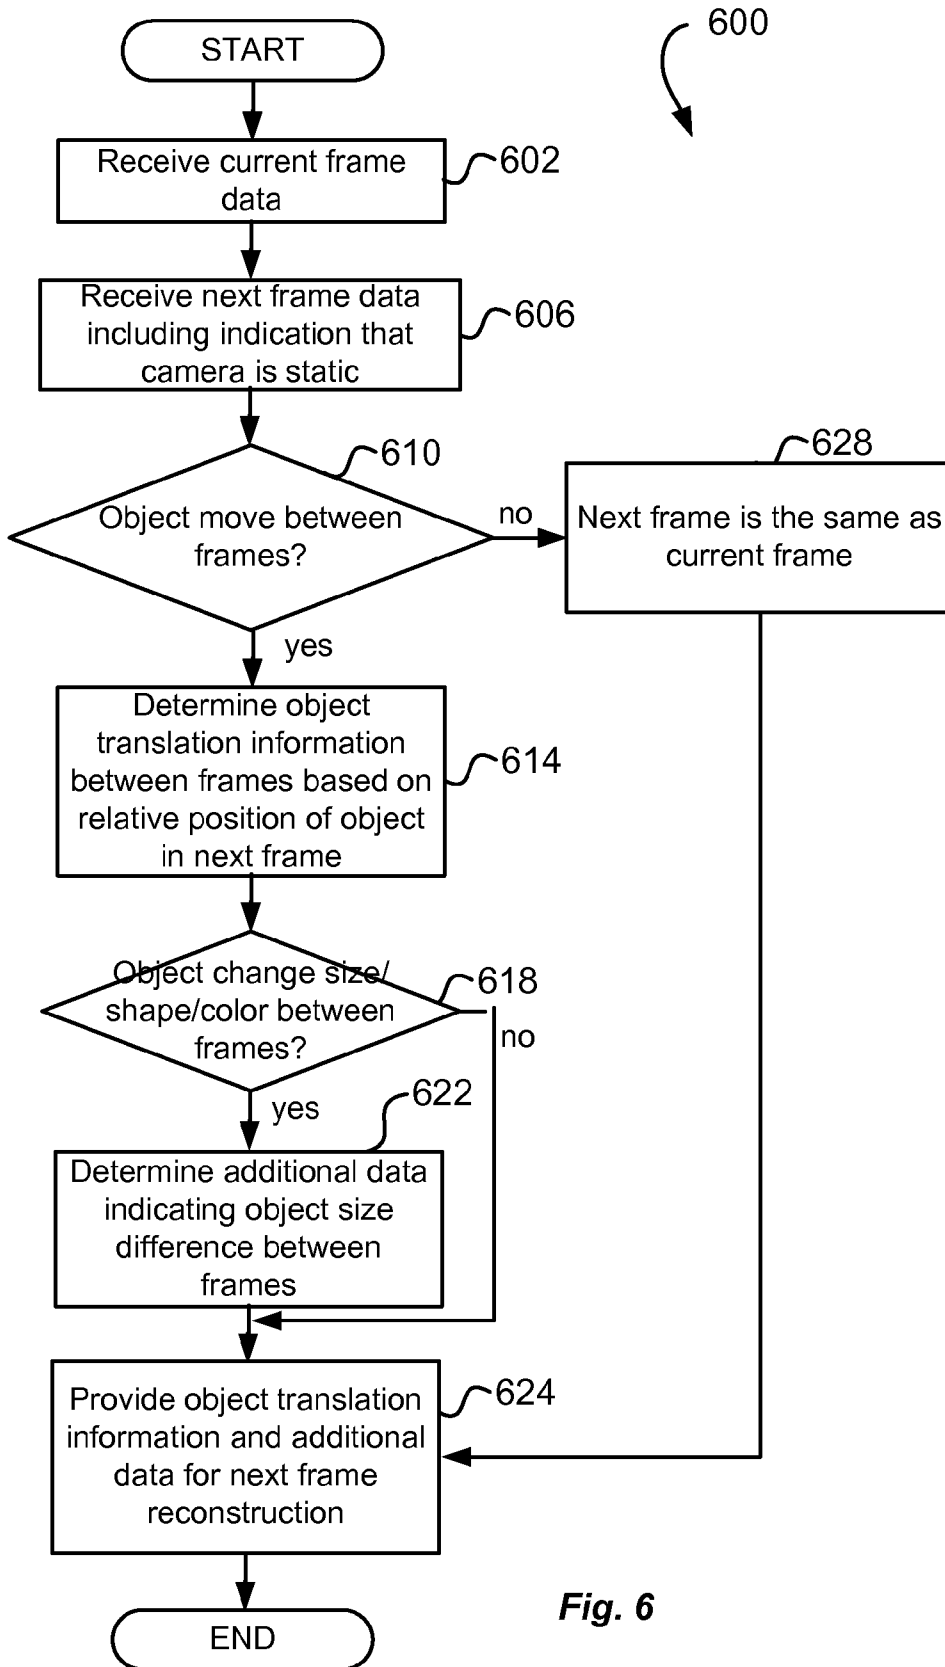 START
600
Receive current frame
data
602
Receive next frame data
including indication that
camera is static
606
610
Object move between
frames?
no
628
Next frame is the same as
current frame
yes
Determine object
translation information
between frames based on
relative position of object
in next frame
614
Object change size/
shape/color between
frames?
618
no
yes
622
Determine additional data
indicating object size
difference between
frames
Provide object translation
information and additional
data for next frame
reconstruction
624
END
Fig. 6